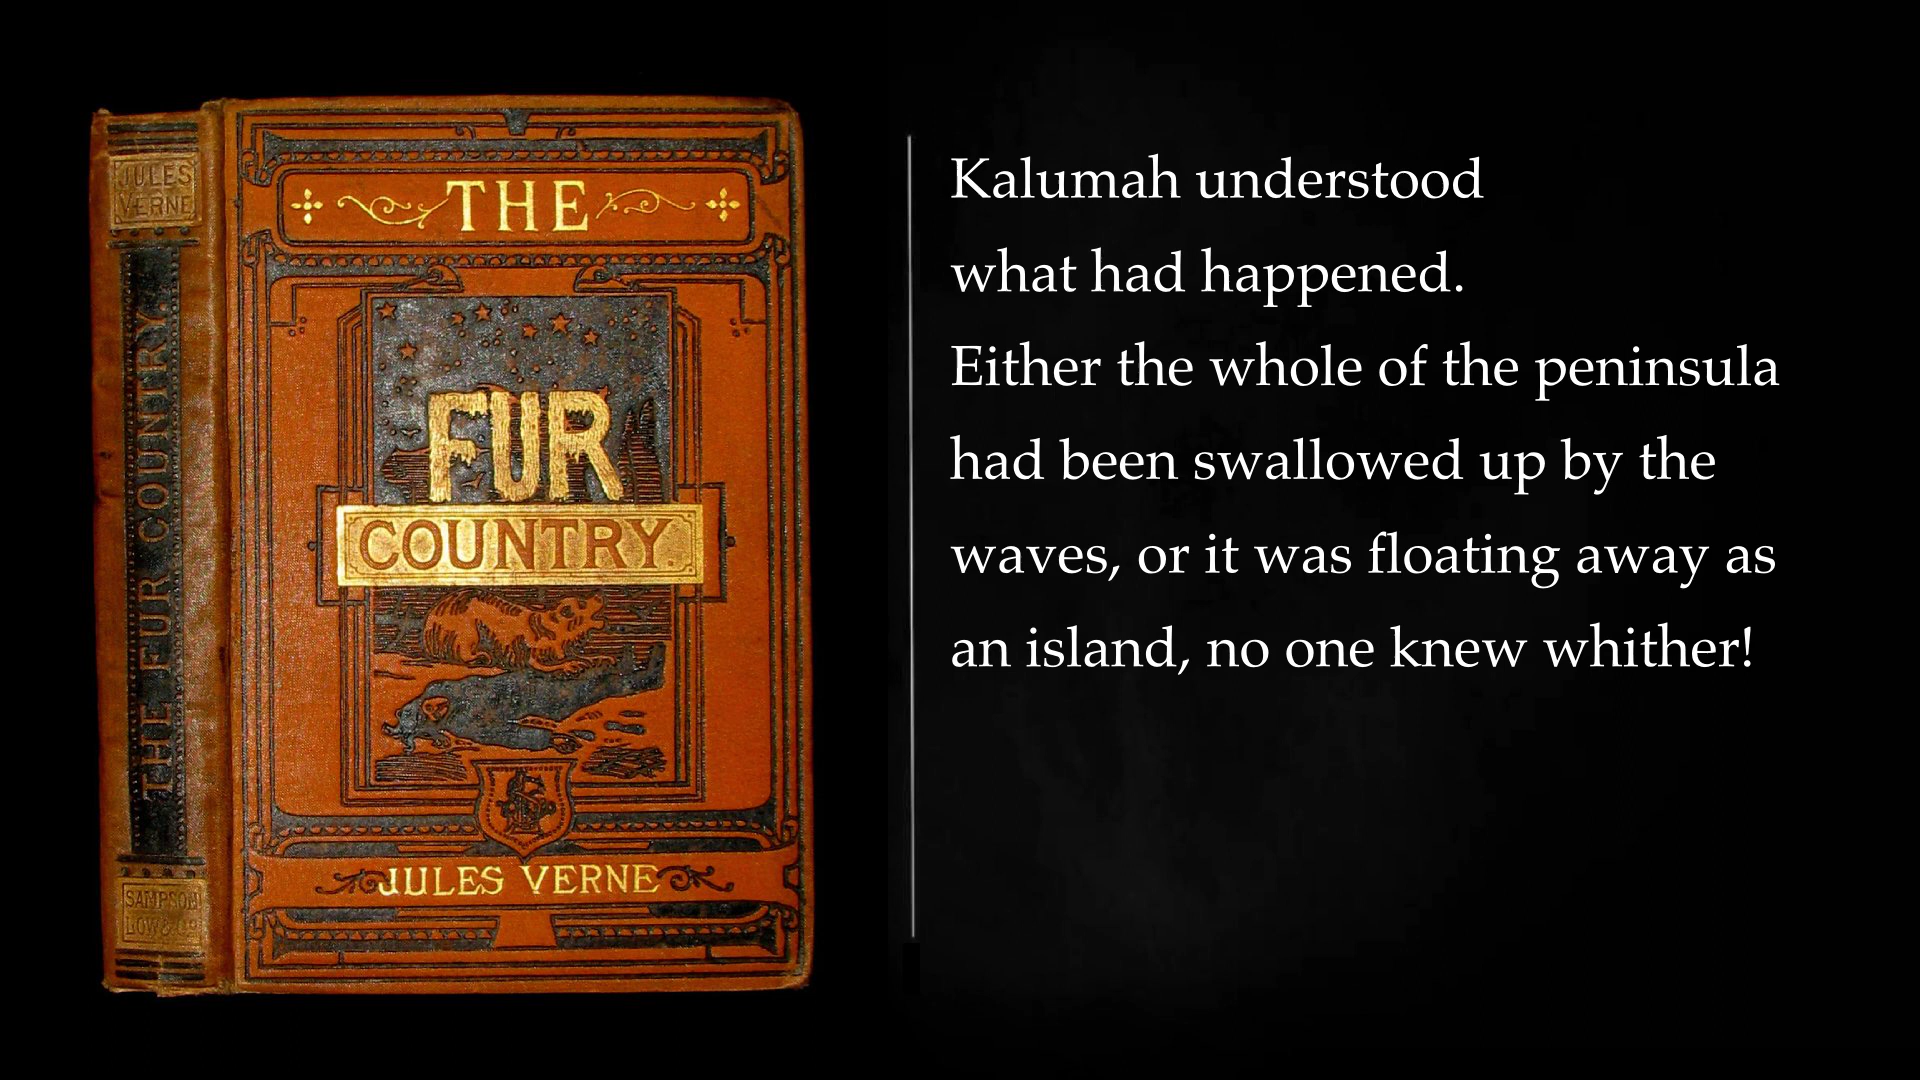 JULES
VERNE
THE FUR COUNTRY.
SAMPSON
LOW & Co
THE
FUR
COUNTRY.
JULES VERNE
Kalumah understood
what had happened.
Either the whole of the peninsula
had been swallowed up by the
waves, or it was floating away as
an island, no one knew whither!